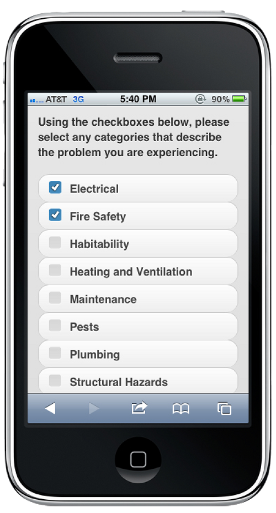 AT&T 3G 5:40 PM 90%
Using the checkboxes below, please
select any categories that describe
the problem you are experiencing.
Electrical
Fire Safety
Habitability
Heating and Ventilation
Maintenance
Pests
Plumbing
Structural Hazards